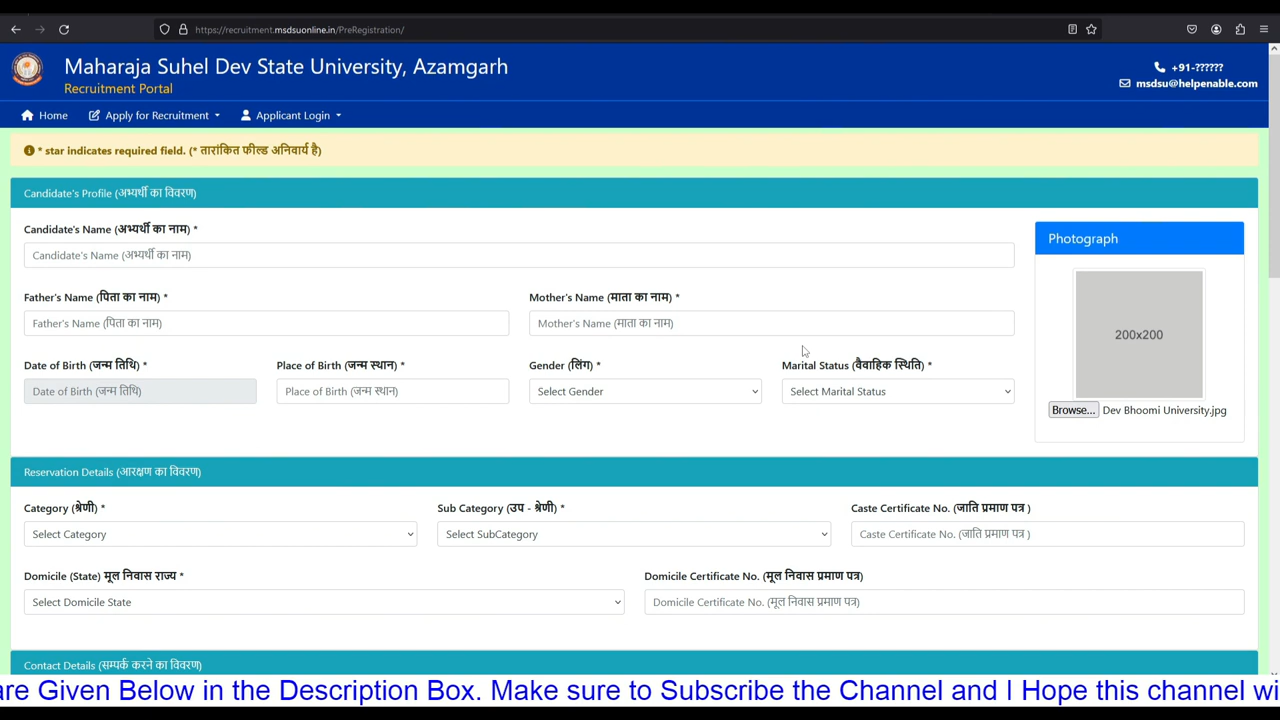 https://recruitment.msdsuonline.in/PreRegistration/
Maharaja Suhel Dev State University, Azamgarh
Recruitment Portal
+91-??????
msdsu@helpenable.com
Home
Apply for Recruitment
Applicant Login
* star indicates required field. (* तारांकित फील्ड अनिवार्य है)
Candidate's Profile (अभ्यर्थी का विवरण)
Candidate's Name (अभ्यर्थी का नाम) *
Candidate's Name (अभ्यर्थी का नाम)
Father's Name (पिता का नाम) *
Mother's Name (माता का नाम) *
Father's Name (पिता का नाम)
Mother's Name (माता का नाम)
Date of Birth (जन्म तिथि) *
Place of Birth (जन्म स्थान) *
Gender (लिंग) *
Marital Status (वैवाहिक स्थिति) *
Date of Birth (जन्म तिथि)
Place of Birth (जन्म स्थान)
Select Gender
Select Marital Status
Photograph
200x200
Browse... Dev Bhoomi University.jpg
Reservation Details (आरक्षण का विवरण)
Category (श्रेणी) *
Sub Category (उप - श्रेणी) *
Caste Certificate No. (जाति प्रमाण पत्र )
Select Category
Select SubCategory
Caste Certificate No. (जाति प्रमाण पत्र )
Domicile (State) मूल निवास राज्य *
Domicile Certificate No. (मूल निवास प्रमाण पत्र)
Select Domicile State
Domicile Certificate No. (मूल निवास प्रमाण पत्र)
Contact Details (सम्पर्क करने का विवरण)
are Given Below in the Description Box. Make sure to Subscribe the Channel and I Hope this channel wi